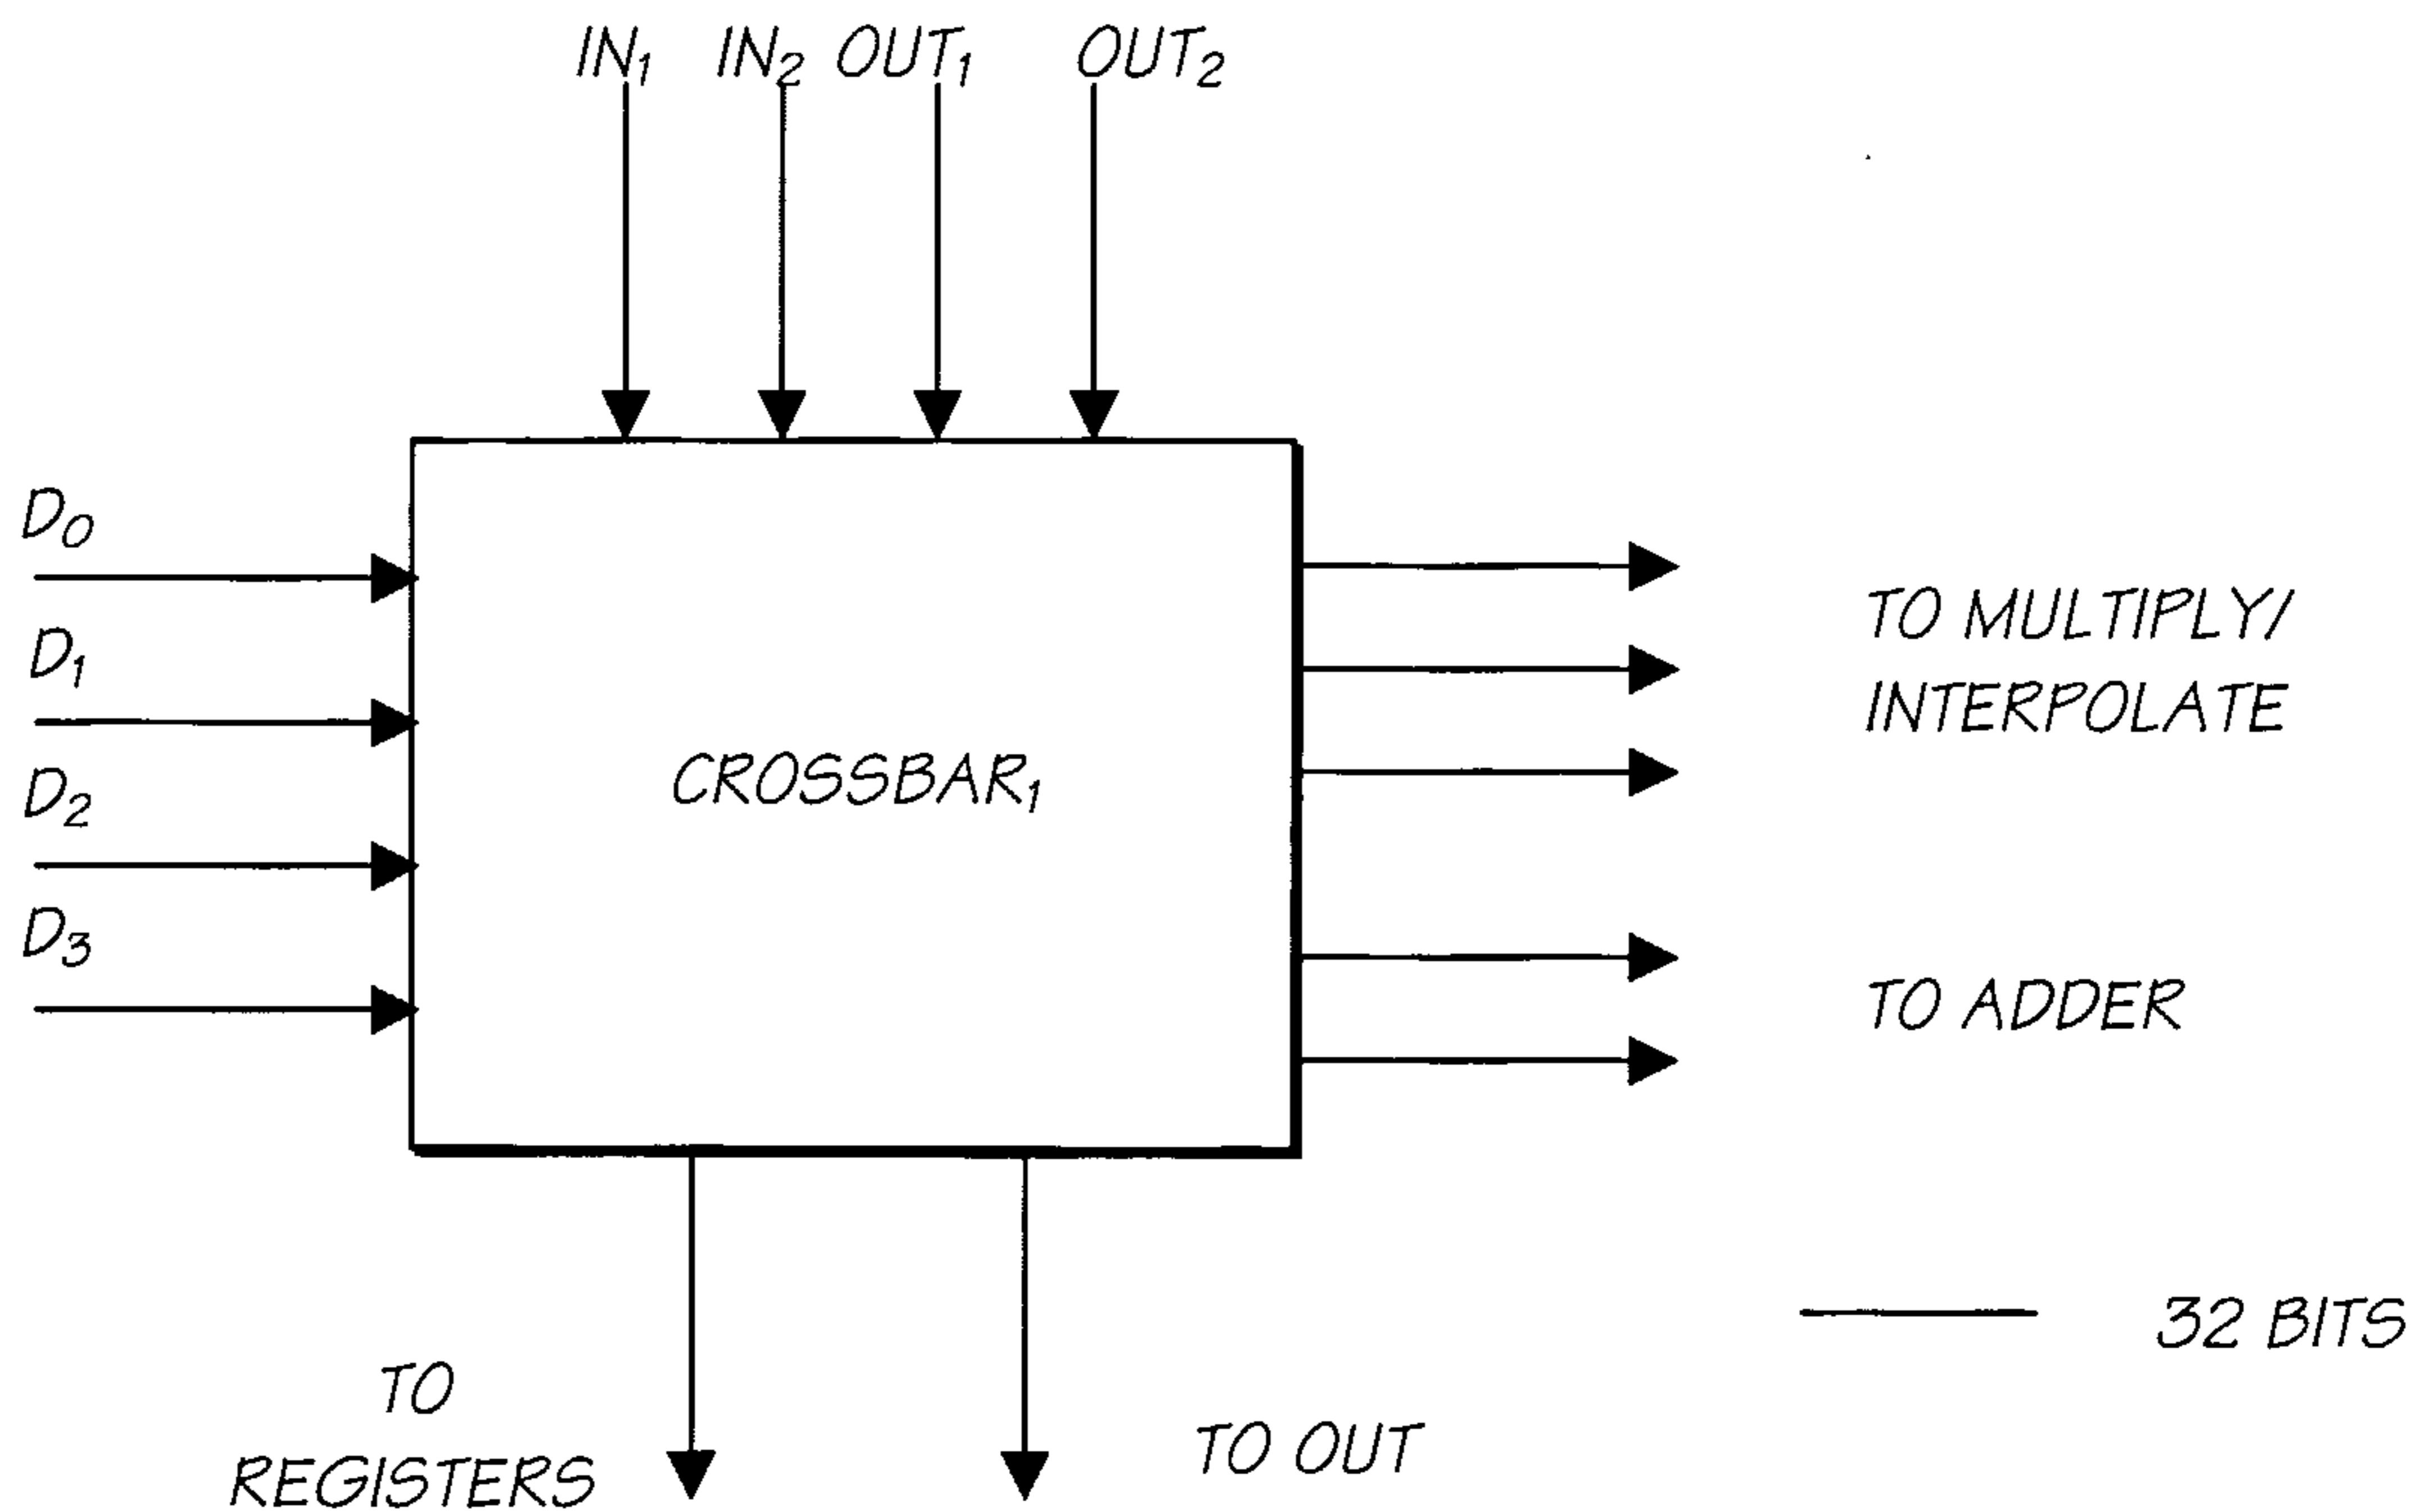 IN₁ IN₂ OUT₁ OUT₂
D₀
D₁
D₂
D₃
CROSSBAR₁
TO MULTIPLY/
INTERPOLATE
TO ADDER
32 BITS
TO
REGISTERS
TO OUT